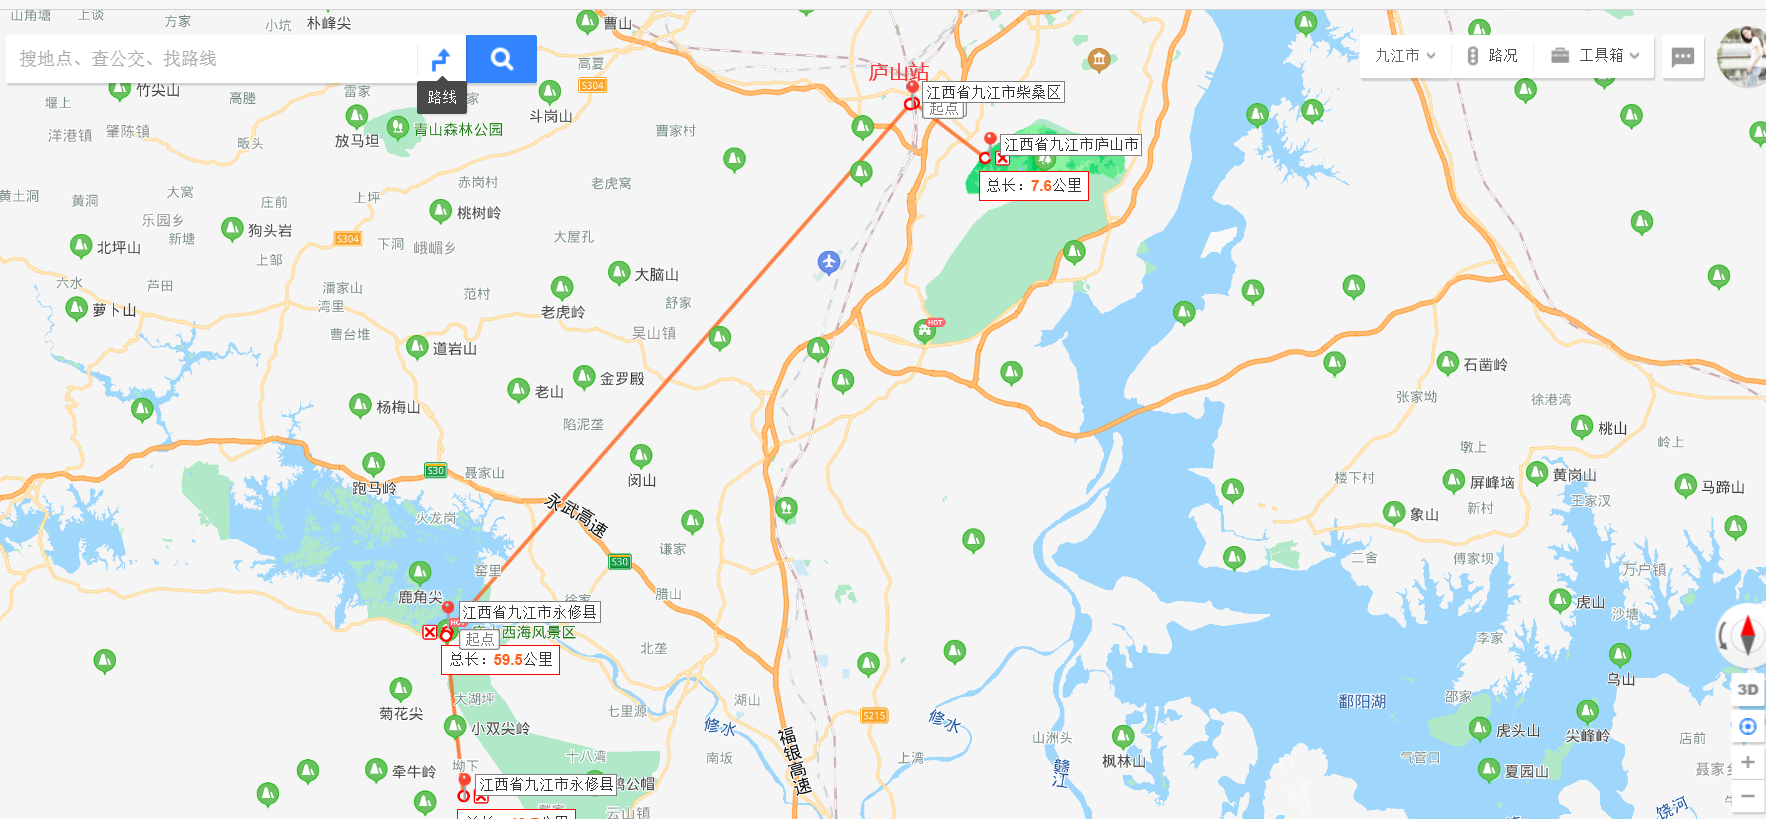 山角塘
上谈
方家
小坑
朴峰尖
曹山
搜地点、查公交、找路线
路线
高夏
S304
家
雷家
竹尖山
堰上
高塍
洋港镇
肇陈镇
畈头
放马坦
青山森林公园
斗岗山
曹家村
庐山站
江西省九江市柴桑区
起点
江西省九江市庐山市
总长：7.6公里
九江市
路况
工具箱
黄土洞
黄洞
大窝
庄前
上坪
赤岗村
老虎窝
乐园乡
新塘
狗头岩
桃树岭
北坪山
S304
下洞
峨嵋乡
大屋孔
上邹
六水
芦田
潘家山
湾里
范村
大脑山
老虎岭
舒家
萝卜山
曹台堆
道岩山
吴山镇
HOT
金罗殿
老山
杨梅山
陷泥垄
石凿岭
张家坳
徐港湾
桃山
岭上
墩上
S30
聂家山
跑马岭
闵山
楼下村
屏峰垴
黄岗山
马蹄山
王家汊
新村
象山
火龙岗
永武高速
谦家
S30
窑里
二舍
傅家坝
万户镇
鹿角尖
徐家
腊山
虎山
沙塘
江西省九江市永修县
HOT
起点
西海风景区
总长：59.5公里
北垄
李家
乌山
大湖坪
菊花尖
小双尖岭
七里源
湖山
修水
S215
修水
鄱阳湖
邵家
虎头山
尖峰岭
店前
3D
十八湾
南坂
福银高速
上湾
山洲头
赣江
枫林山
气管口
夏园山
聂家
坳下
牵牛岭
江西省九江市永修县
鹊公帽
云山镇
饶河